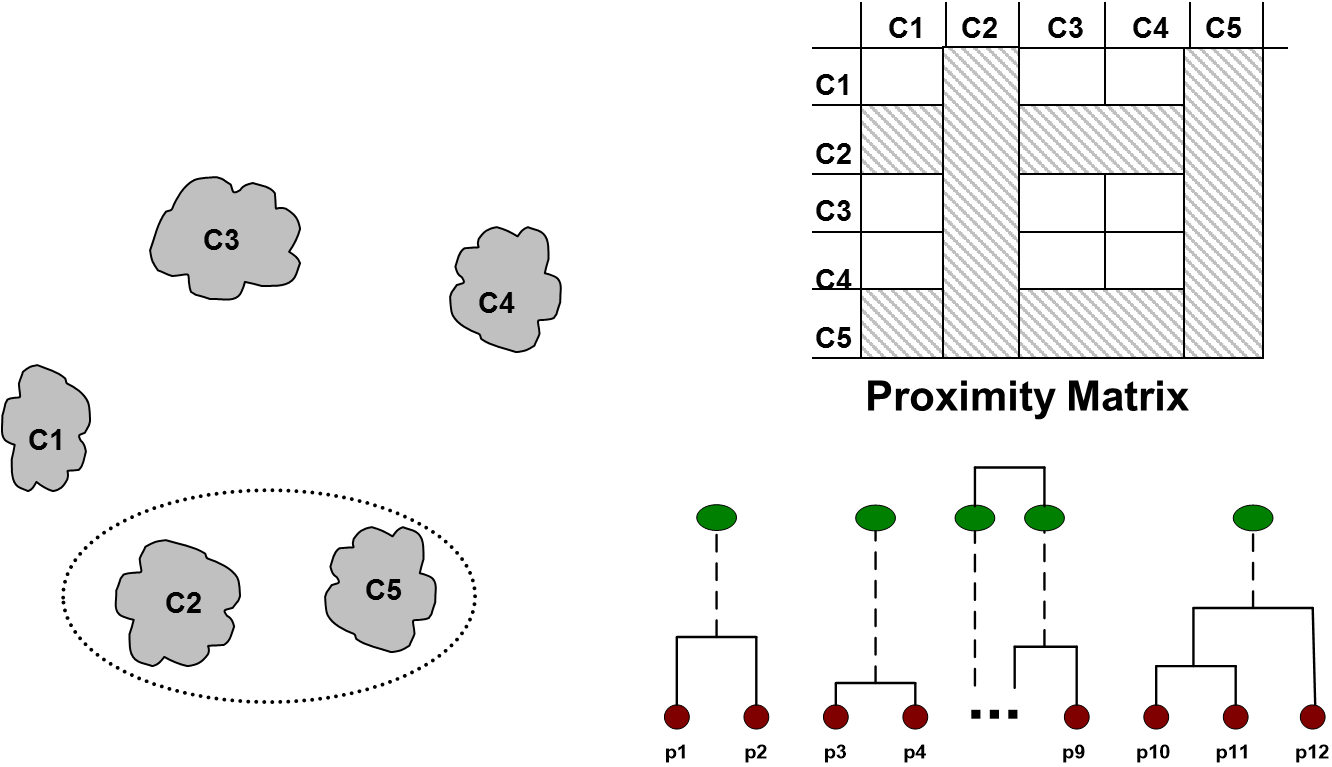 C1 C2 C3 C4 C5
C1
C2
C3
C4
C5
Proximity Matrix
C3
C4
C1
C2
C5
...
p1 p2 p3 p4 p9 p10 p11 p12